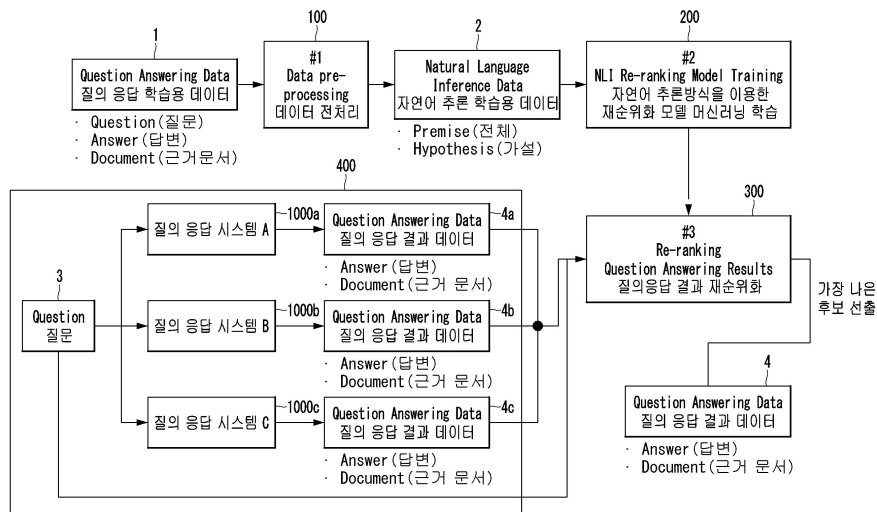 1
Question Answering Data
질의 응답 학습용 데이터
· Question(질문)
· Answer(답변)
· Document(근거문서)
100
#1
Data pre-
processing
데이터 전처리
2
Natural Language
Inference Data
자연어 추론 학습용 데이터
· Premise(전체)
· Hypothesis(가설)
200
#2
NLI Re-ranking Model Training
자연어 추론방식을 이용한
재순위화 모델 머신러닝 학습
400
3
Question
질문
질의 응답 시스템 A
1000a
Question Answering Data
질의 응답 결과 데이터
4a
· Answer(답변)
· Document(근거 문서)
질의 응답 시스템 B
1000b
Question Answering Data
질의 응답 결과 데이터
4b
· Answer(답변)
· Document(근거 문서)
질의 응답 시스템 C
1000c
Question Answering Data
질의 응답 결과 데이터
4c
· Answer(답변)
· Document(근거 문서)
300
#3
Re-ranking
Question Answering Results
질의응답 결과 재순위화
가장 나은
후보 선출
4
Question Answering Data
질의 응답 결과 데이터
· Answer(답변)
· Document(근거 문서)